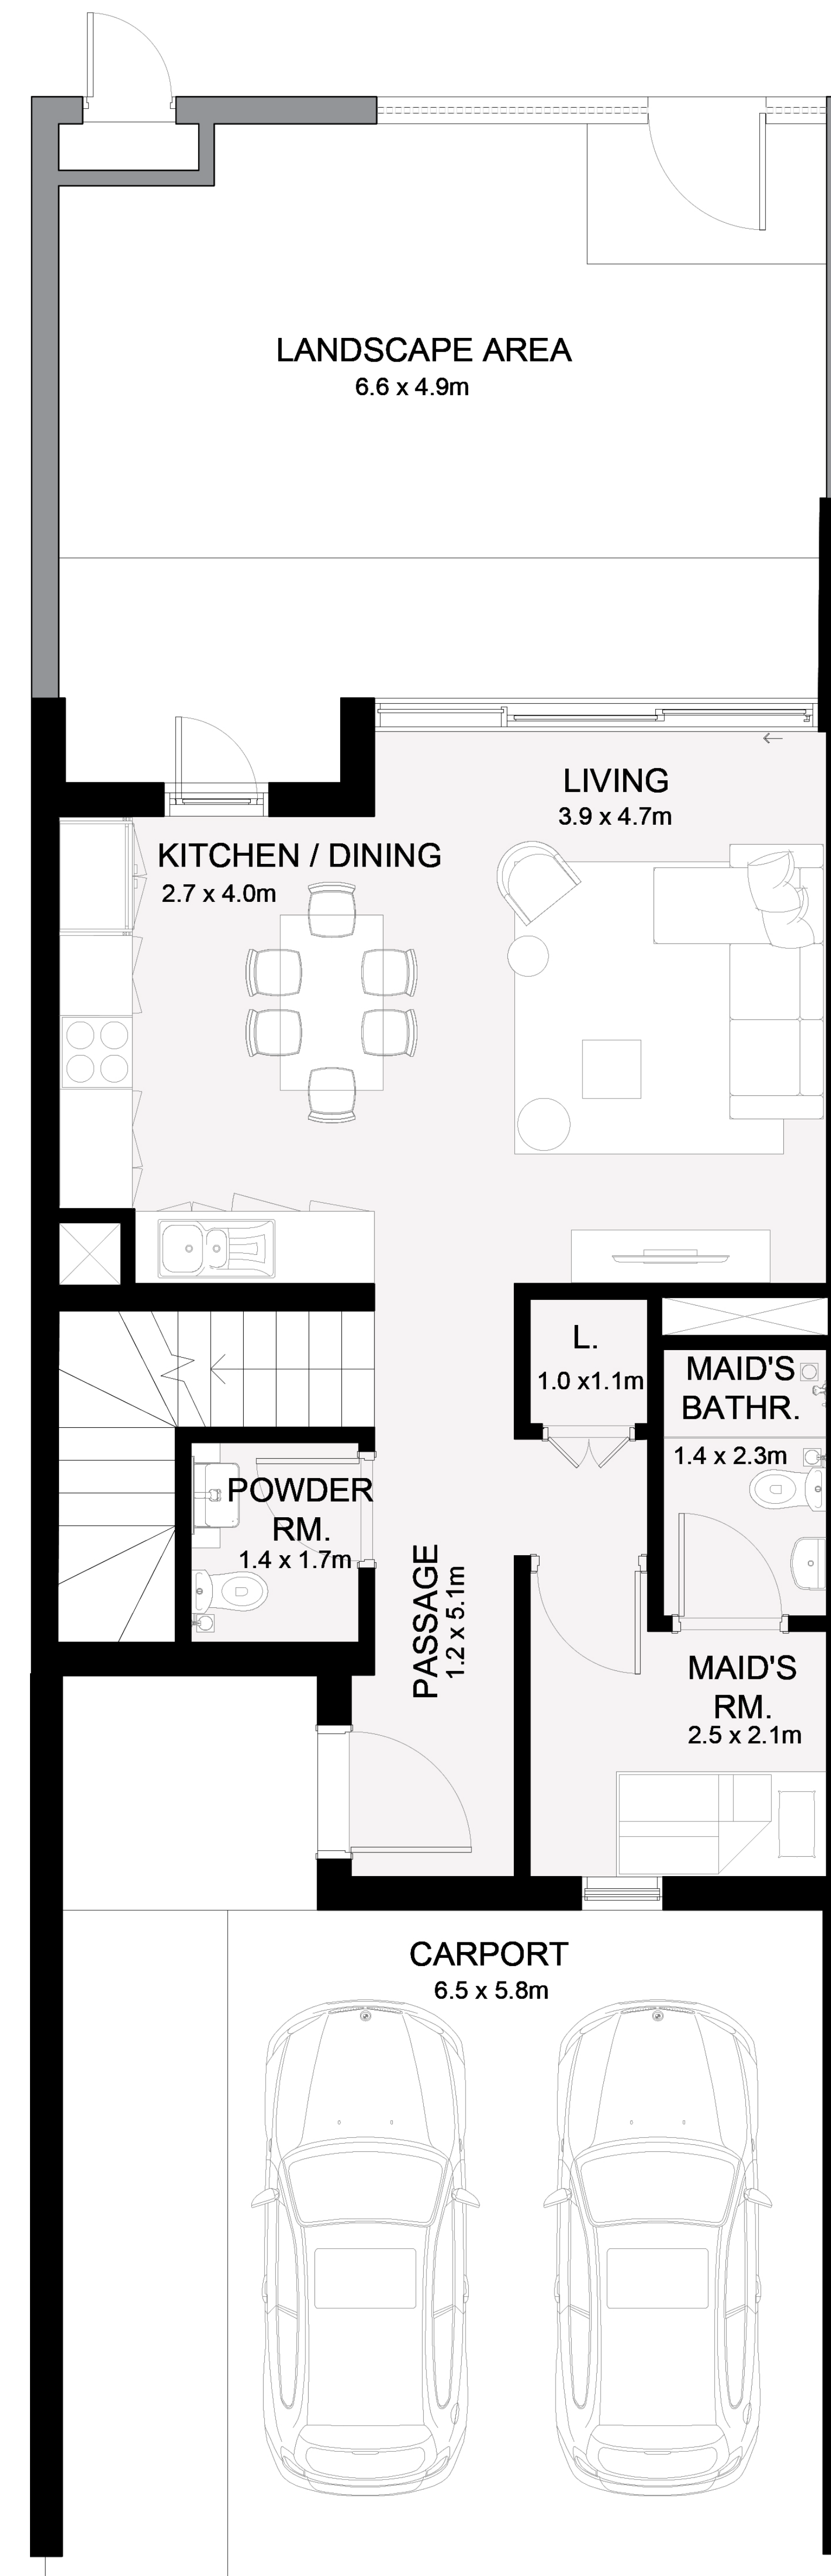 LANDSCAPE AREA
6.6 x 4.9m
LIVING
3.9 x 4.7m
KITCHEN / DINING
2.7 x 4.0m
L.
1.0 x1.1m
MAID'S
BATHR.
1.4 x 2.3m
POWDER
RM.
1.4 x 1.7m
PASSAGE
1.2 x 5.1m
MAID'S
RM.
2.5 x 2.1m
CARPORT
6.5 x 5.8m